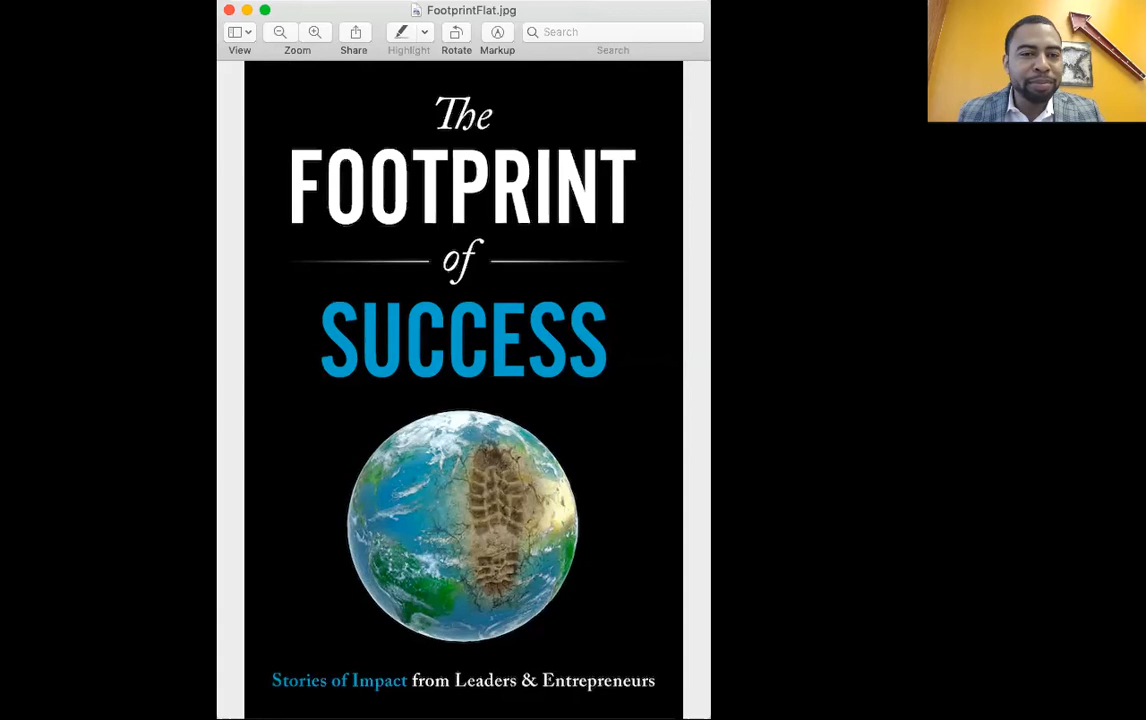 FootprintFlat.jpg
View
Zoom
Share
Highlight
Rotate
Markup
Search
Search
The
FOOTPRINT
of
SUCCESS
Stories of Impact from Leaders & Entrepreneurs